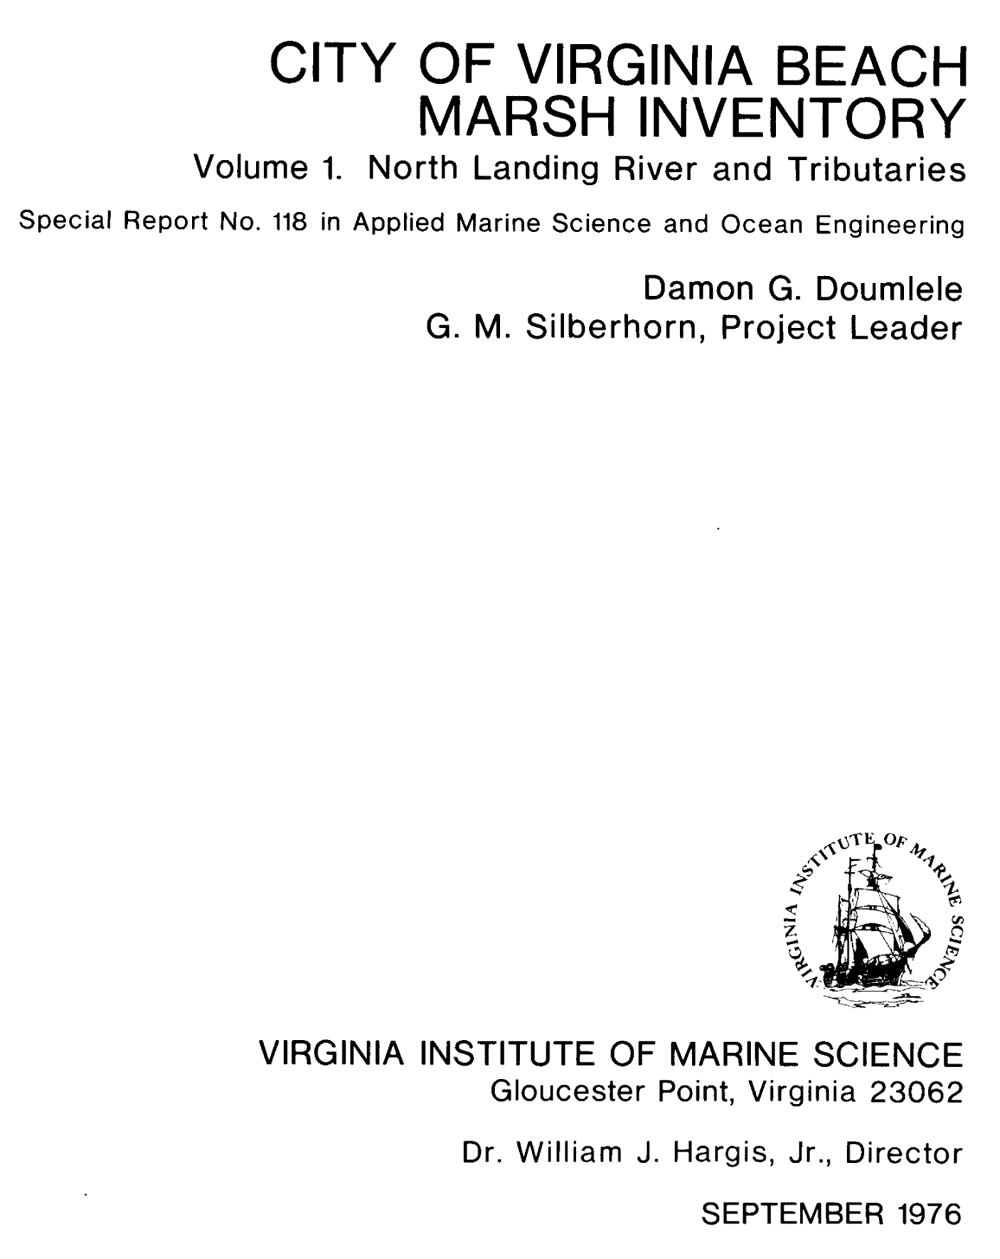 CITY OF VIRGINIA BEACH
MARSH INVENTORY
Volume 1. North Landing River and Tributaries
Special Report No. 118 in Applied Marine Science and Ocean Engineering
Damon G. Doumlele
G. M. Silberhorn, Project Leader
VIRGINIA INSTITUTE OF MARINE SCIENCE
VIRGINIA INSTITUTE OF MARINE SCIENCE
Gloucester Point, Virginia 23062
Dr. William J. Hargis, Jr., Director
SEPTEMBER 1976